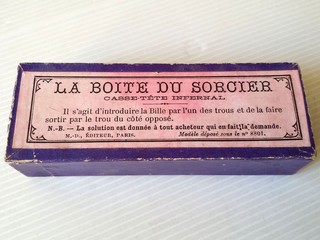 LA BOITE DU SORCIER
CASSE-TÊTE INFERNAL
Il s'agit d'introduire la Bille par l'un des trous et de la faire
sortir par le trou du côté opposé.
N.-B. — La solution est donnée à tout acheteur qui en fait la demande.
M.-D., ÉDITEUR, PARIS. Modèle déposé sous le n° 8801.